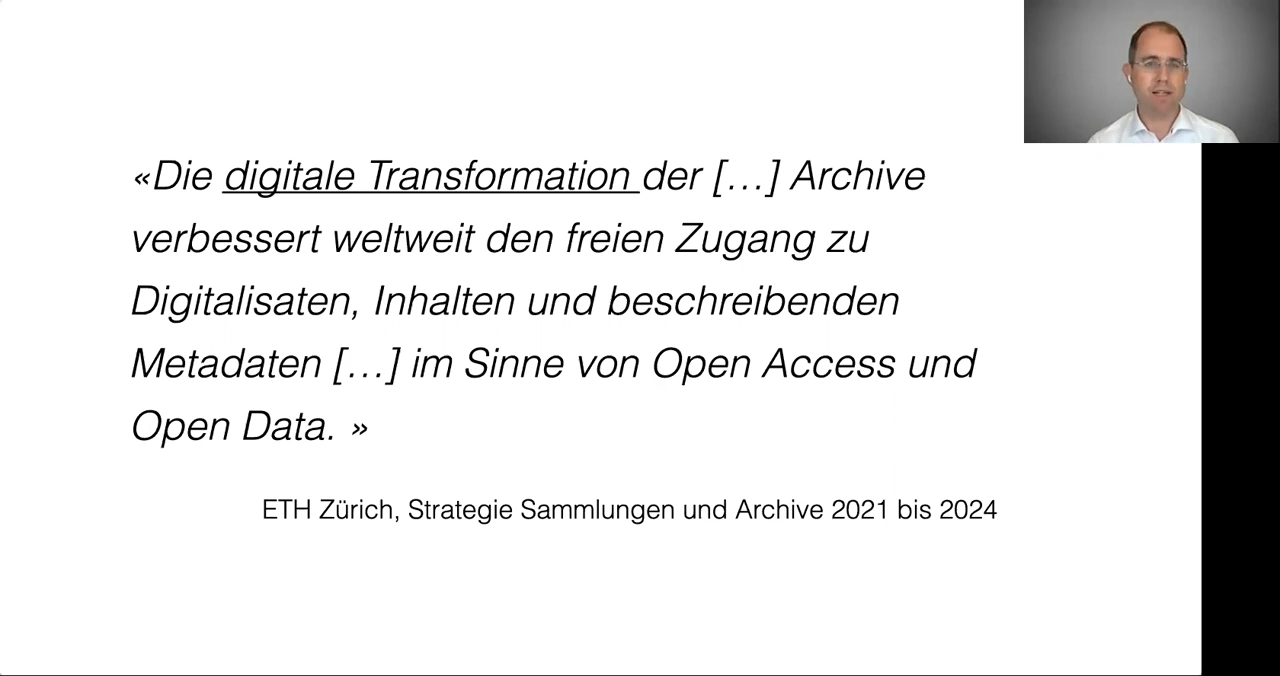 «Die digitale Transformation der […] Archive
verbessert weltweit den freien Zugang zu
Digitalisaten, Inhalten und beschreibenden
Metadaten […] im Sinne von Open Access und
Open Data. »
ETH Zürich, Strategie Sammlungen und Archive 2021 bis 2024